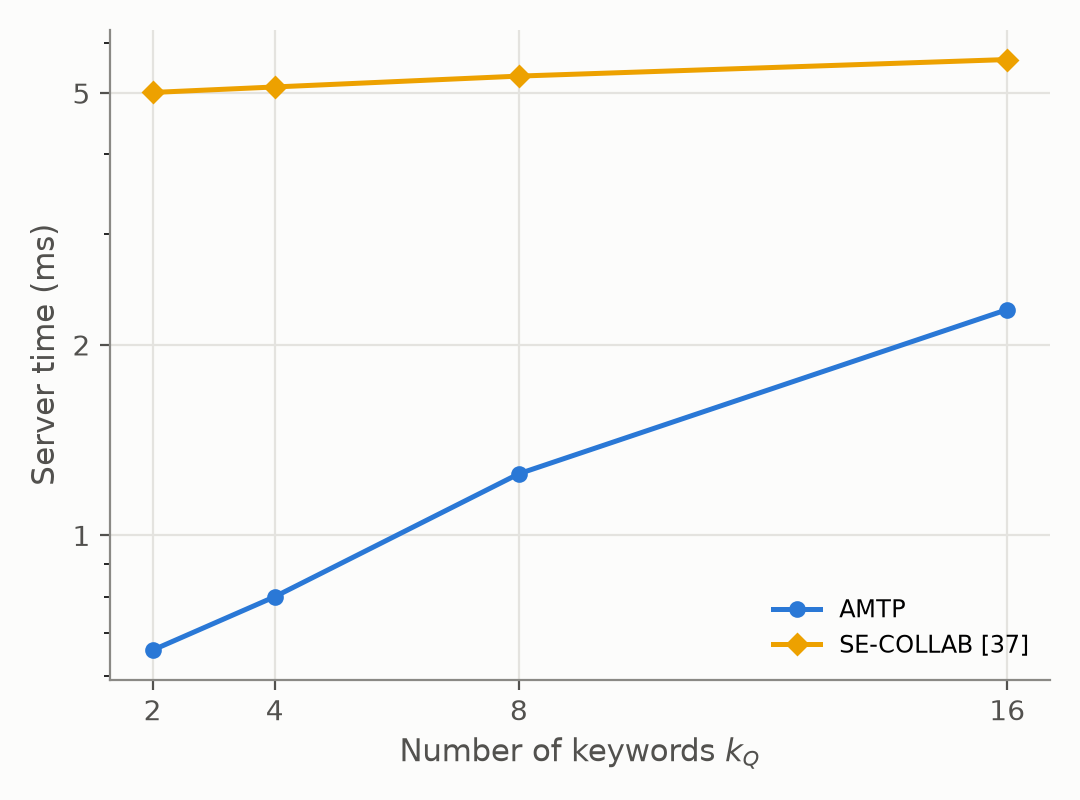 5
2
1
Server time (ms)
AMTP
SE-COLLAB [37]
2 4 8 16
Number of keywords k_Q